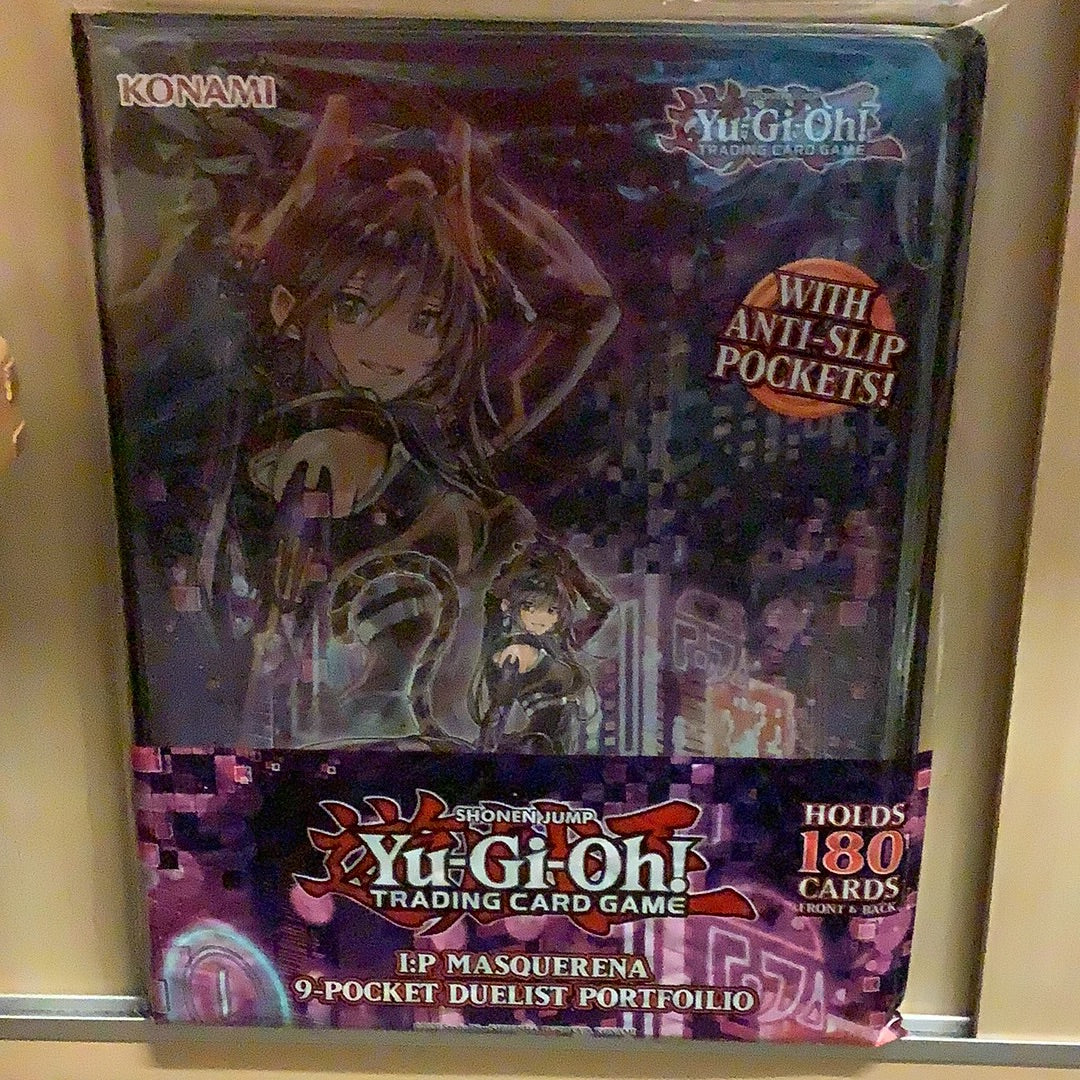 KONAMI
Yu-Gi-Oh!
TRADING CARD GAME
WITH
ANTI-SLIP
POCKETS!
SHONEN JUMP
Yu-Gi-Oh!
TRADING CARD GAME
HOLDS
180
CARDS
FRONT & BACK
I:P MASQUERENA
9-POCKET DUELIST PORTFOILIO